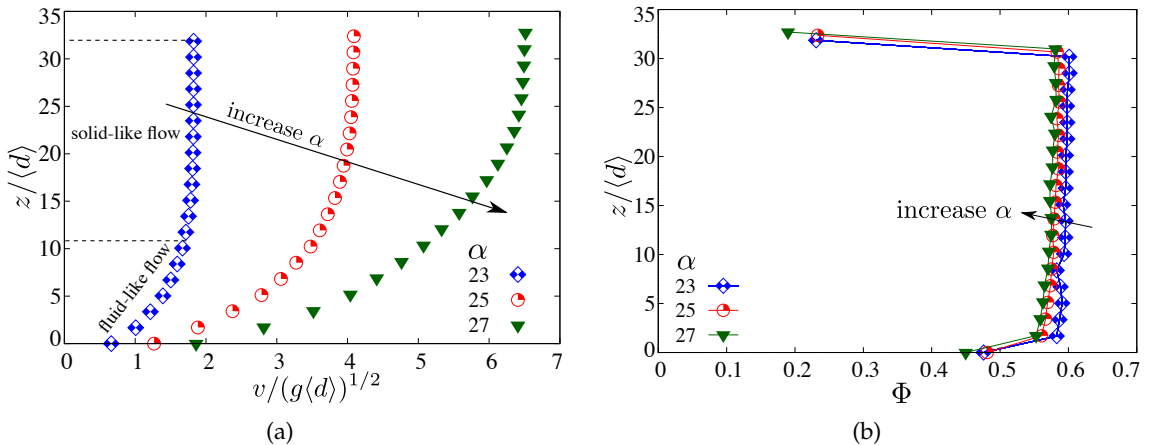 35
30
25
20
15
10
5
0
z/⟨d⟩
solid-like flow
fluid-like flow
increase α
α
23
25
27
0 1 2 3 4 5 6 7
v/(g⟨d⟩)^{1/2}
(a)
35
30
25
20
15
10
5
0
z/⟨d⟩
increase α
α
23
25
27
0 0.1 0.2 0.3 0.4 0.5 0.6 0.7
Φ
(b)